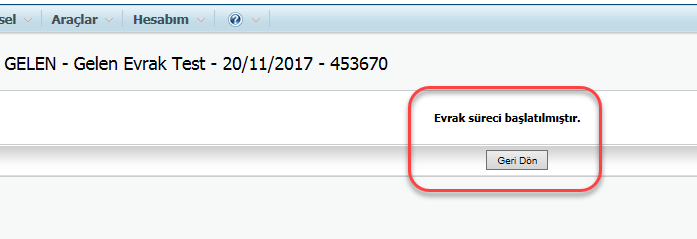 sel Araçlar Hesabım ?
GELEN - Gelen Evrak Test - 20/11/2017 - 453670
Evrak süreci başlatılmıştır.
Geri Dön